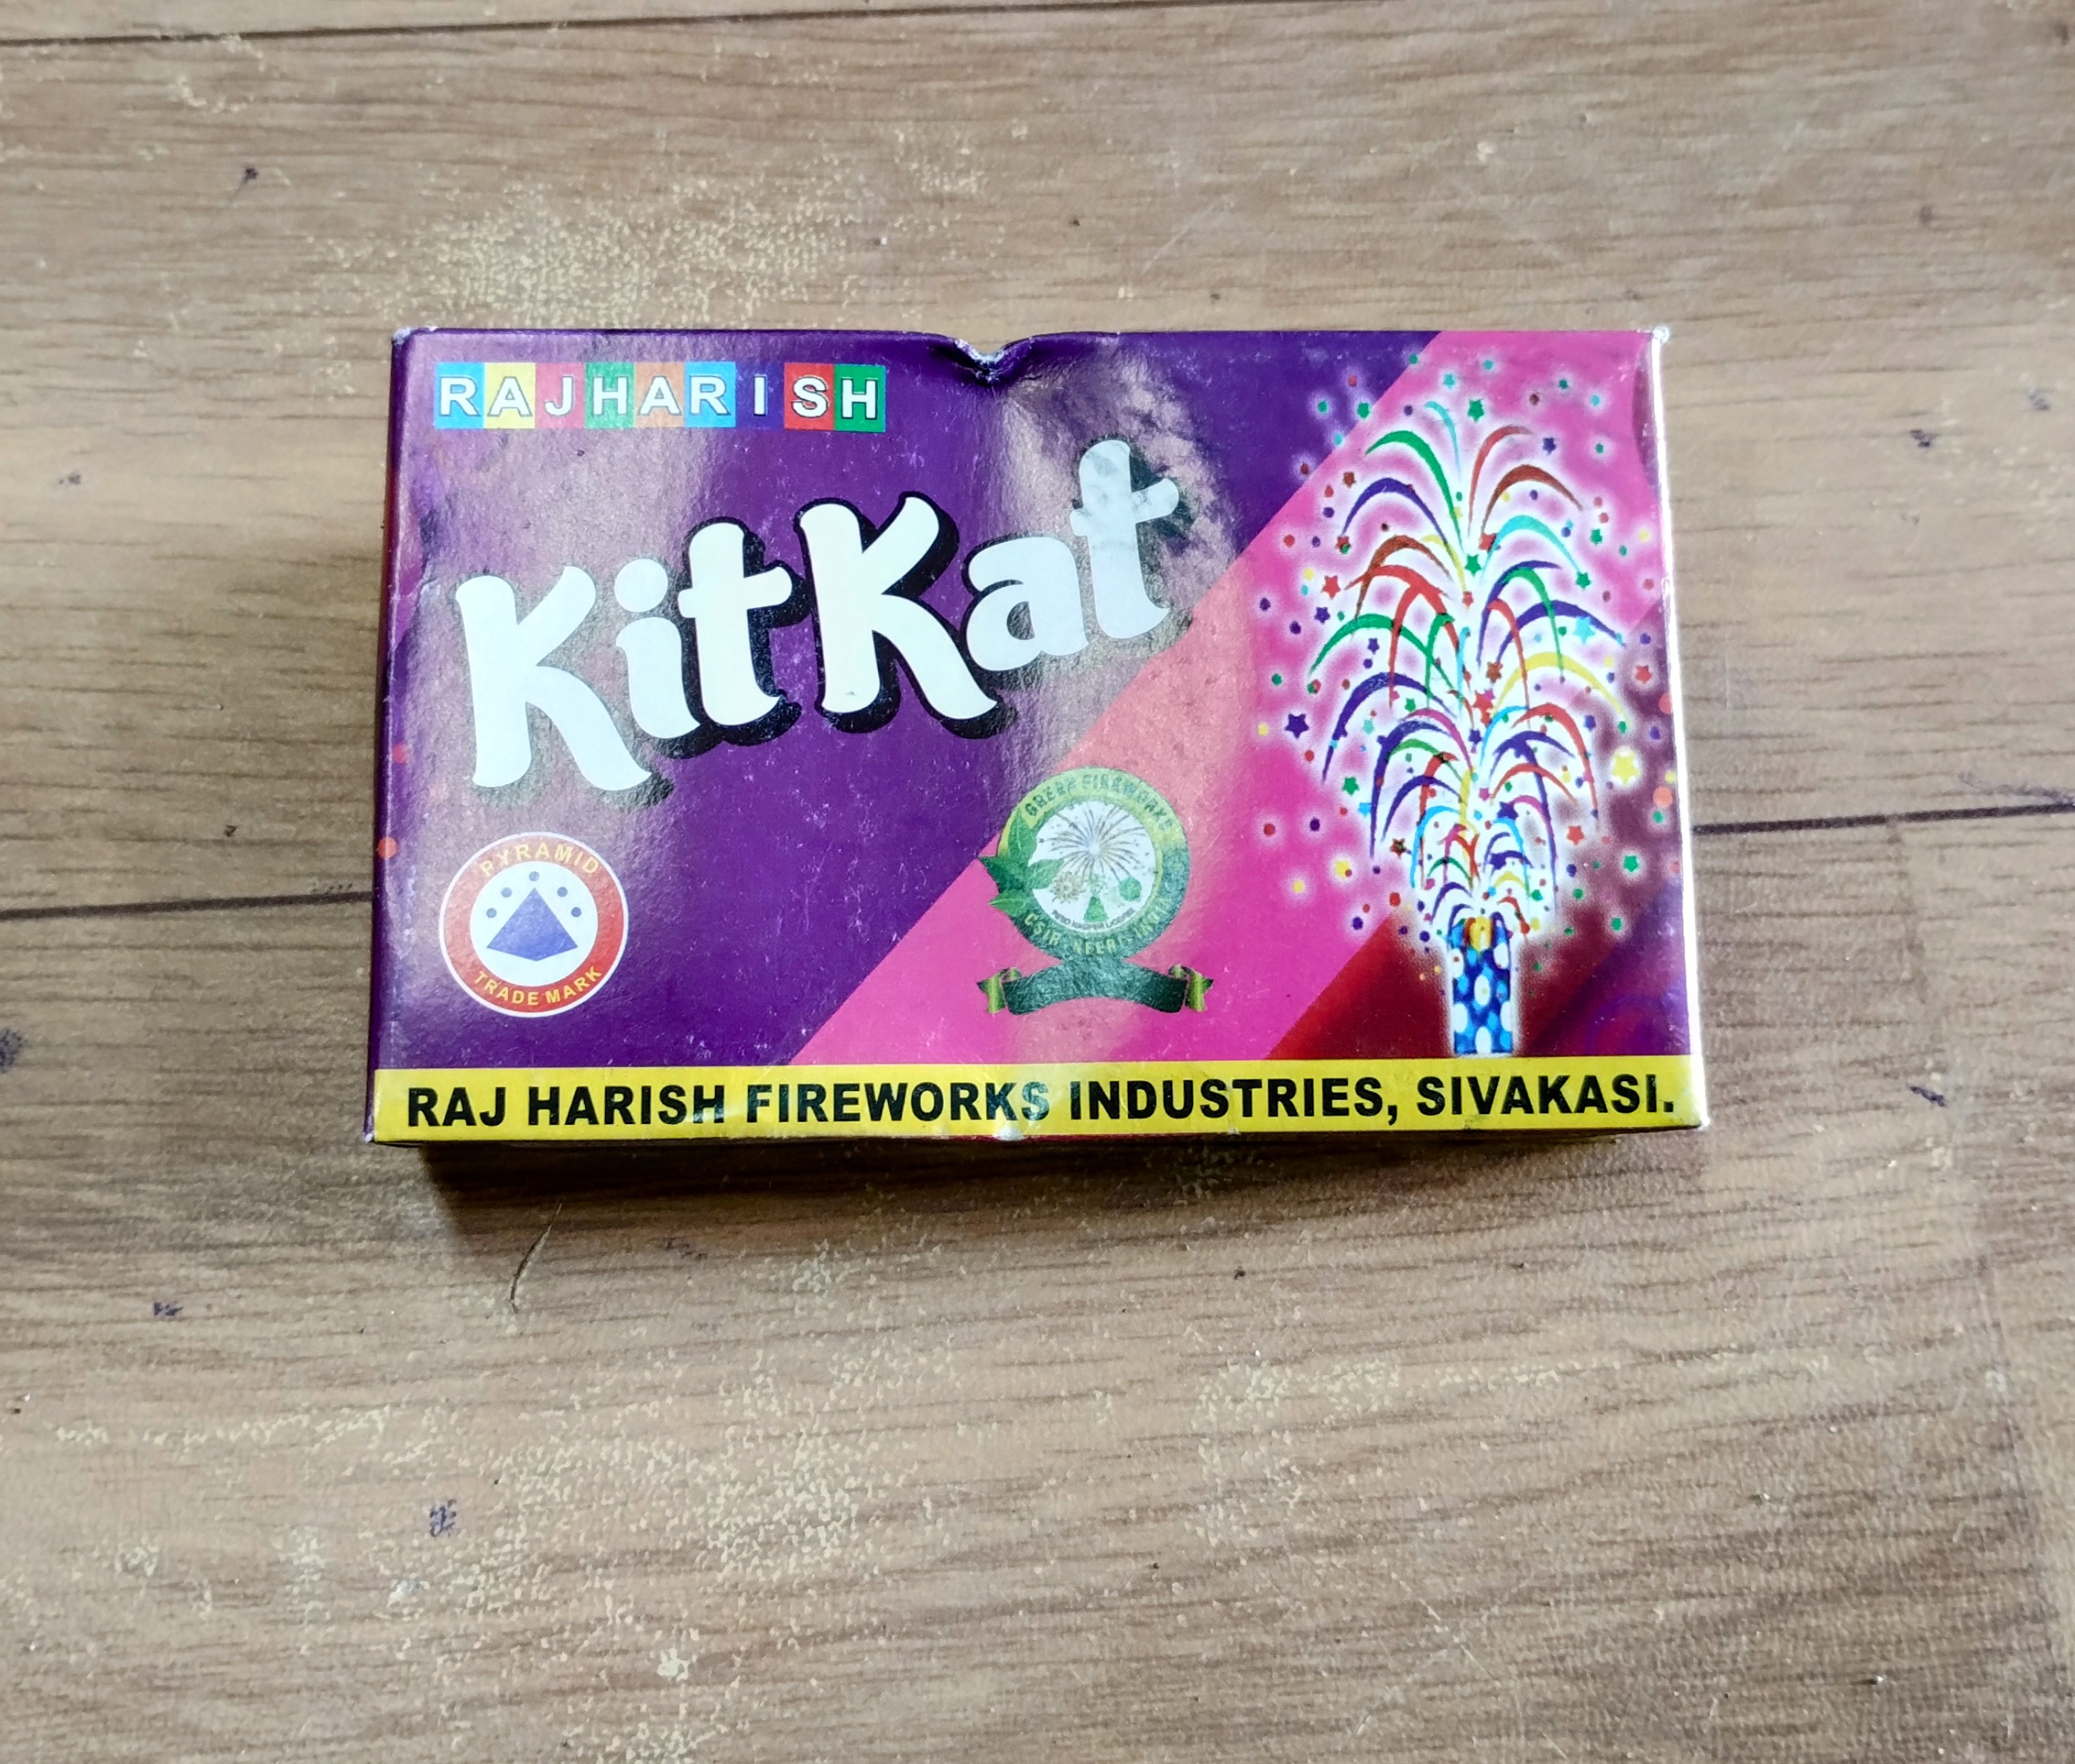 RAJHARISH
KitKat
PYRAMID
TRADE MARK
GREEN FIREWORKS
CSIR NEERI INDIA
RAJ HARISH FIREWORKS INDUSTRIES, SIVAKASI.